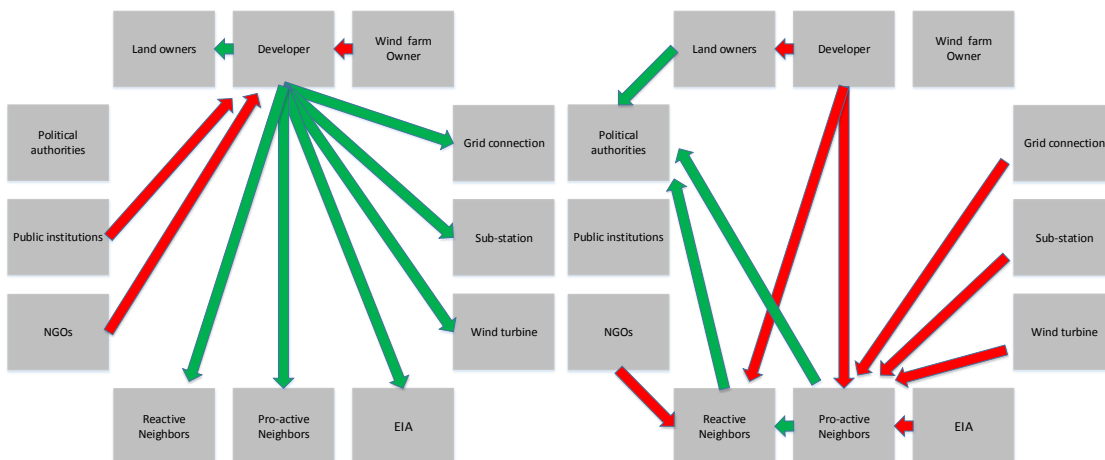 Land owners
Developer
Wind farm
Owner
Political
authorities
Grid connection
Public institutions
Sub-station
NGOs
Wind turbine
Reactive
Neighbors
Pro-active
Neighbors
EIA
Land owners
Developer
Wind farm
Owner
Political
authorities
Grid connection
Public institutions
Sub-station
NGOs
Wind turbine
Reactive
Neighbors
Pro-active
Neighbors
EIA